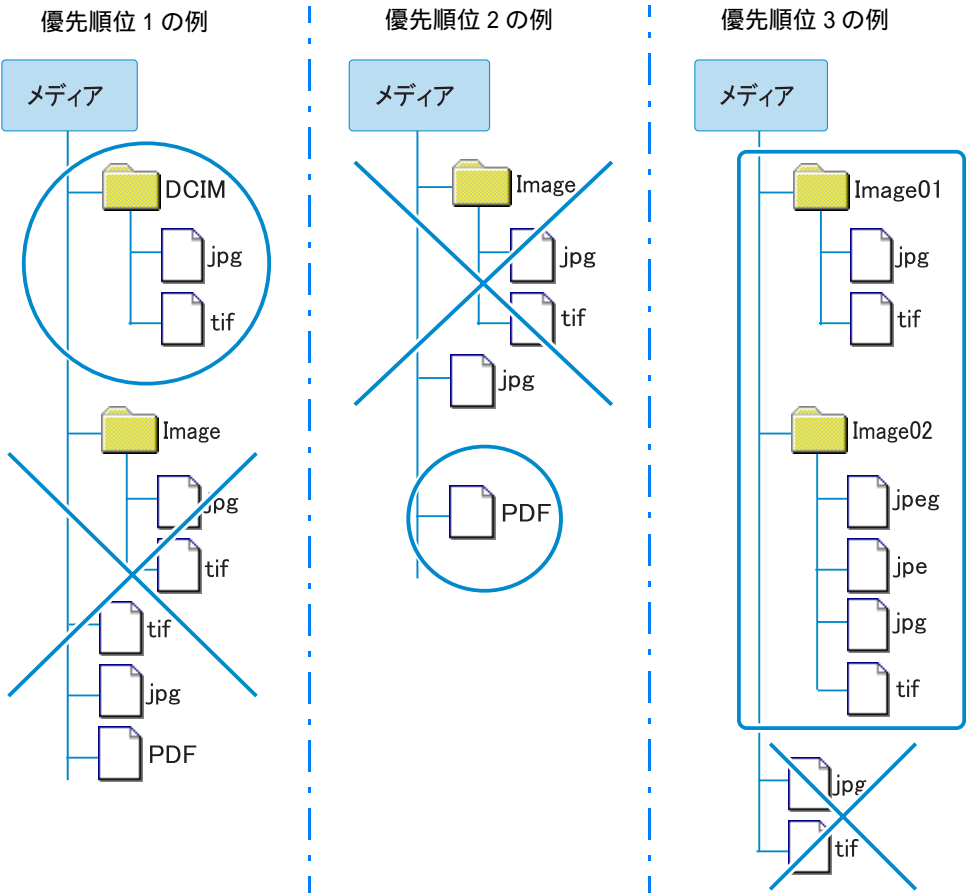 優先順位 1 の例
メディア
DCIM
jpg
tif
Image
jpg
tif
tif
jpg
PDF
優先順位 2 の例
メディア
Image
jpg
tif
jpg
PDF
優先順位 3 の例
メディア
Image01
jpg
tif
Image02
jpeg
jpe
jpg
tif
jpg
tif